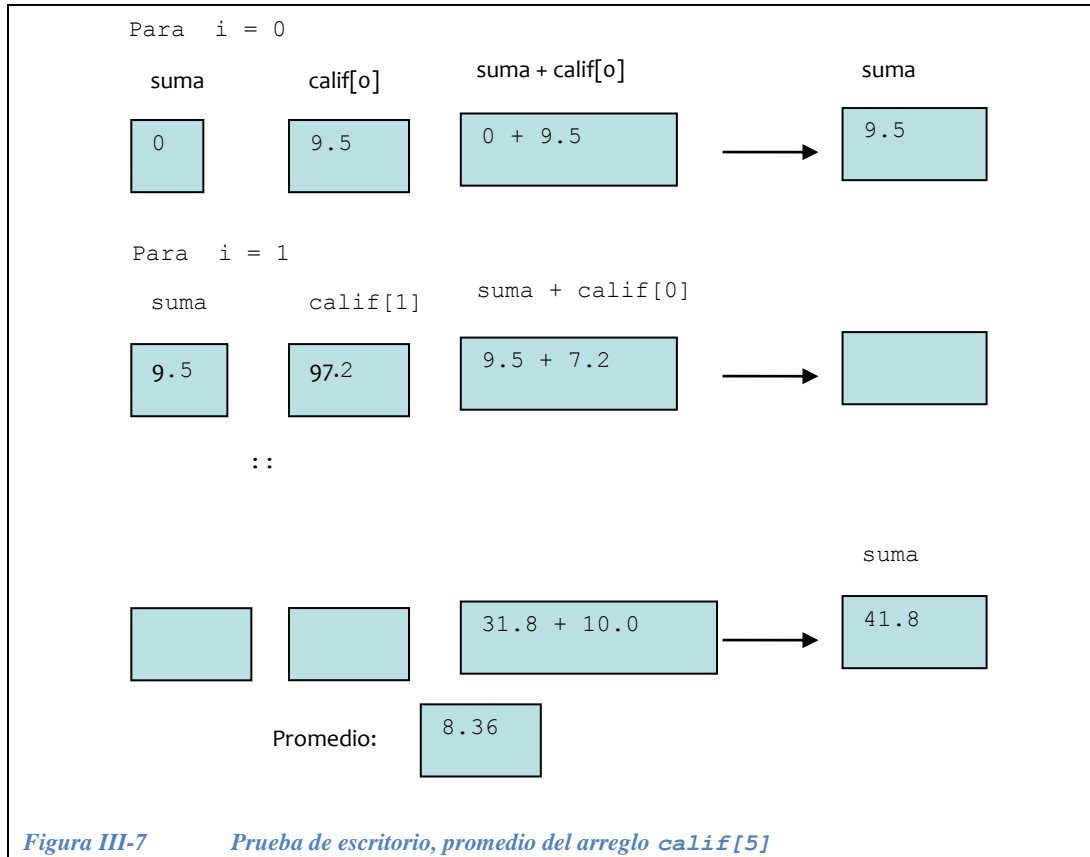 Para i = 0
suma calif[0] suma + calif[0] suma
0 9.5 0 + 9.5 9.5
Para i = 1
suma calif[1] suma + calif[0]
9.5 97.2 9.5 + 7.2
::
suma
31.8 + 10.0 41.8
Promedio: 8.36
Figura III-7 Prueba de escritorio, promedio del arreglo calif[5]